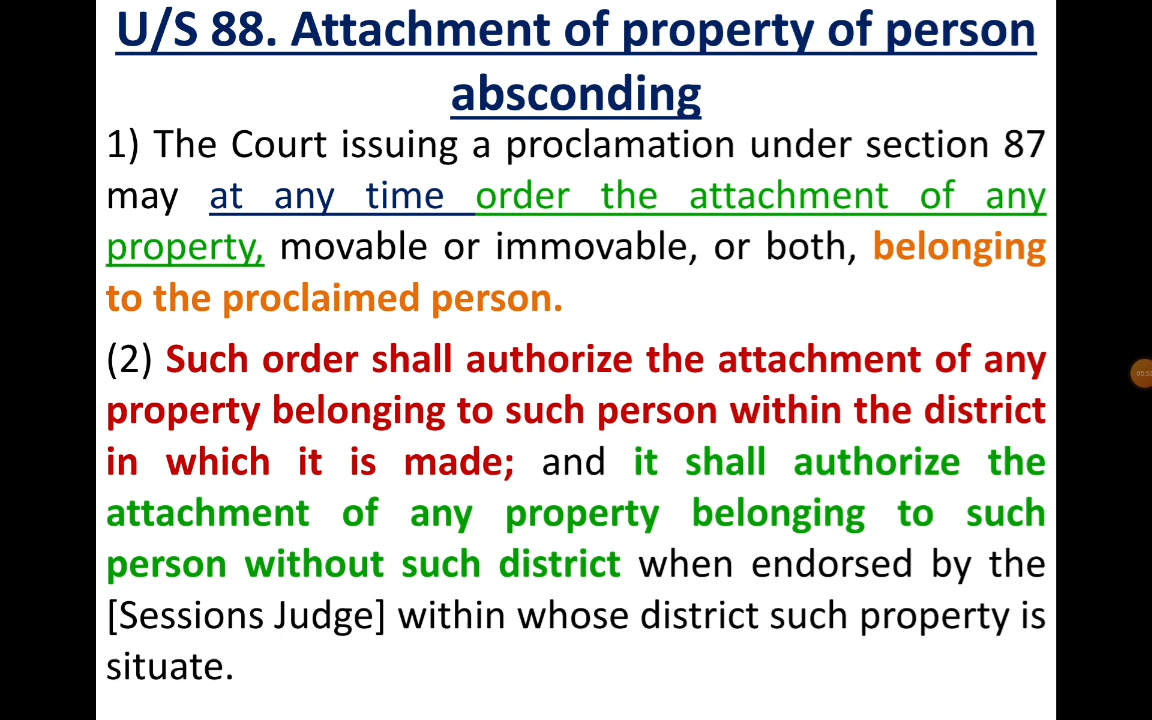 U/S 88. Attachment of property of person
absconding
1) The Court issuing a proclamation under section 87
may at any time order the attachment of any
property, movable or immovable, or both, belonging
to the proclaimed person.
(2) Such order shall authorize the attachment of any
property belonging to such person within the district
in which it is made; and it shall authorize the
attachment of any property belonging to such
person without such district when endorsed by the
[Sessions Judge] within whose district such property is
situate.